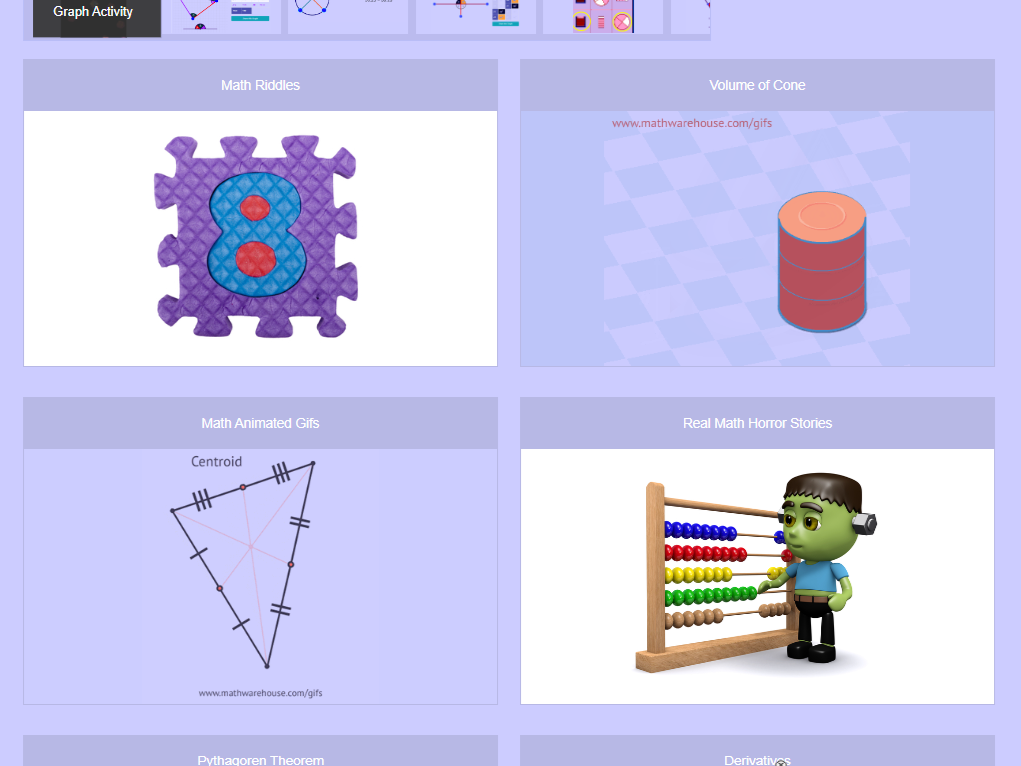 Graph Activity
Math Riddles
Volume of Cone
www.mathwarehouse.com/gifs
8
Math Animated Gifs
Real Math Horror Stories
Centroid
www.mathwarehouse.com/gifs
Pythagoren Theorem
Derivatives